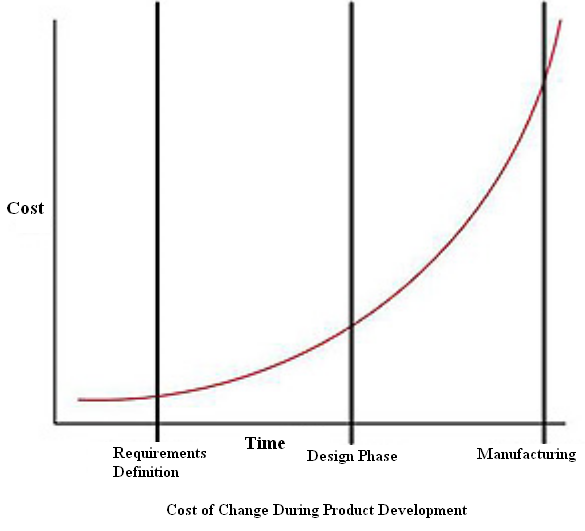 Cost
Time
Requirements
Definition
Design Phase
Manufacturing
Cost of Change During Product Development